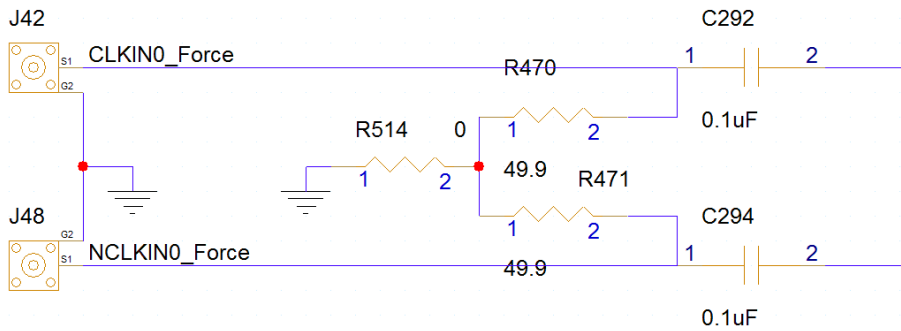 J42
C292
S1
CLKIN0_Force
1
2
G2
R470
R514
0
1
2
0.1uF
1
2
49.9
R471
J48
C294
G2
1
2
S1
NCLKIN0_Force
1
2
49.9
0.1uF